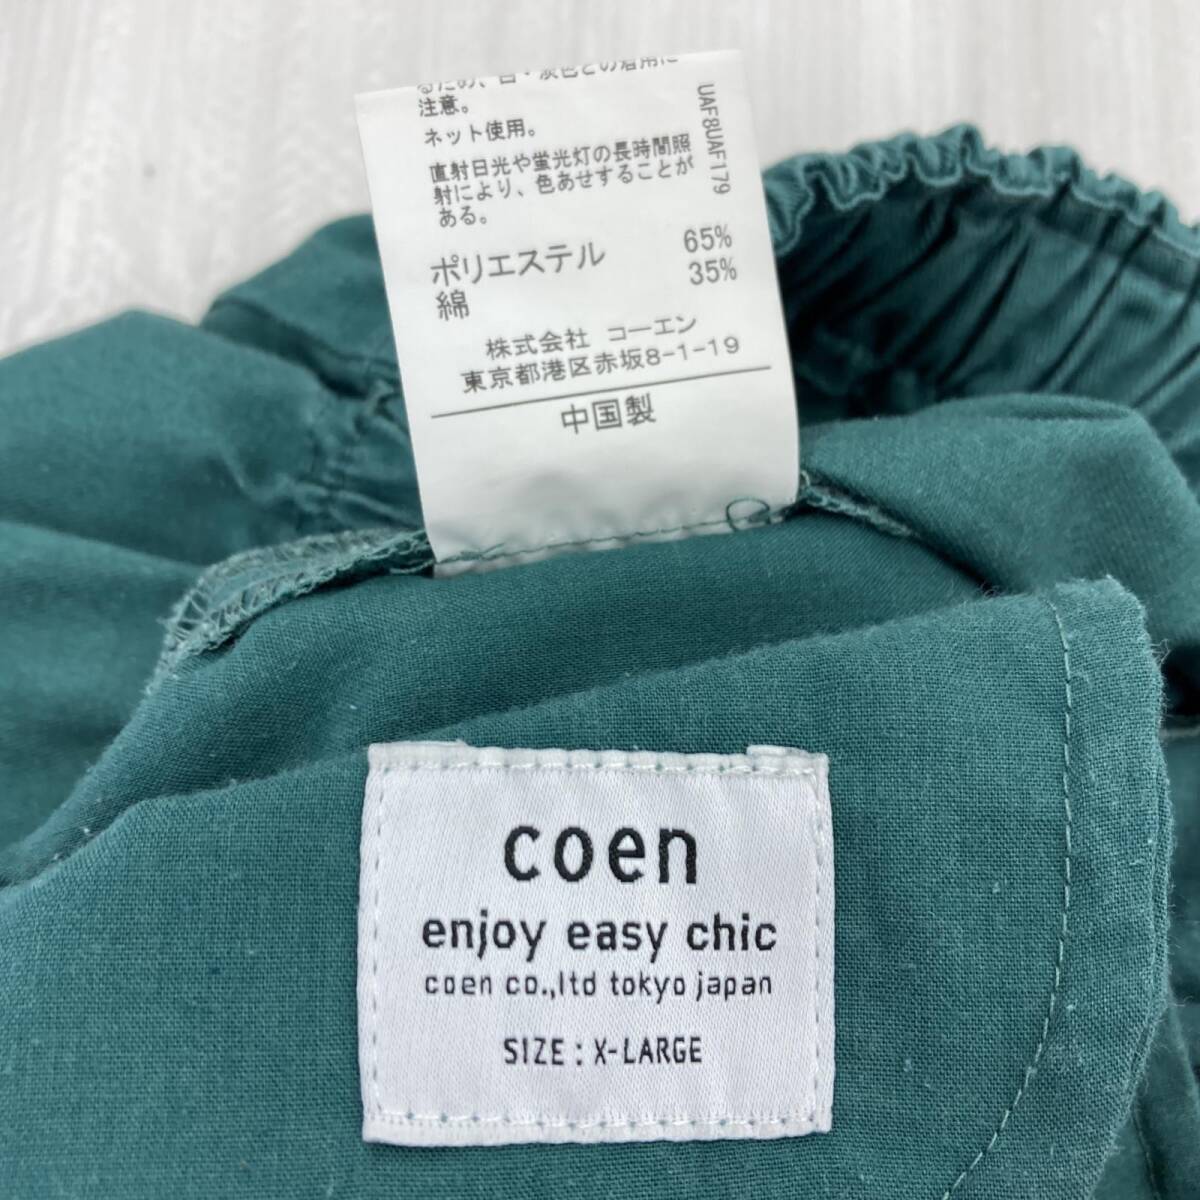 るため、白・淡色との着用に
注意。
ネット使用。
直射日光や蛍光灯の長時間照
射により、色あせすることが
ある。
ポリエステル 65%
綿 35%
株式会社 コーエン
東京都港区赤坂8-1-19
中国製
UAF8UAF179
coen
enjoy easy chic
coen co.,ltd tokyo japan
SIZE : X-LARGE